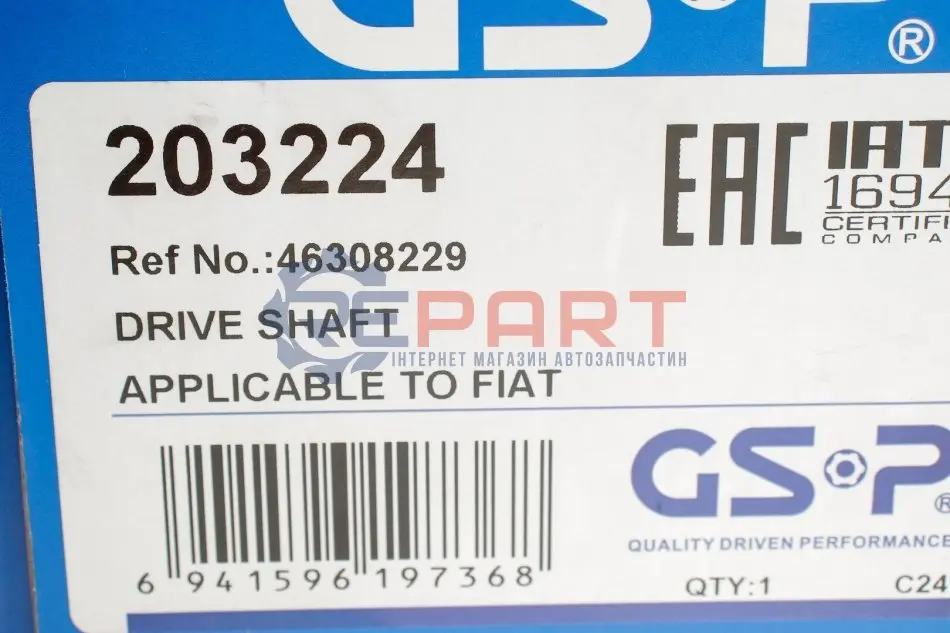 GS·P ®
203224
EAC
IAT
1694
CERTIFI
COMPA
Ref No.:46308229
DRIVE SHAFT
APPLICABLE TO FIAT
REPART
ІНТЕРНЕТ МАГАЗИН АВТОЗАПЧАСТИН
GS·P ®
QUALITY DRIVEN PERFORMANCE
6 941596 197368
QTY:1
C24